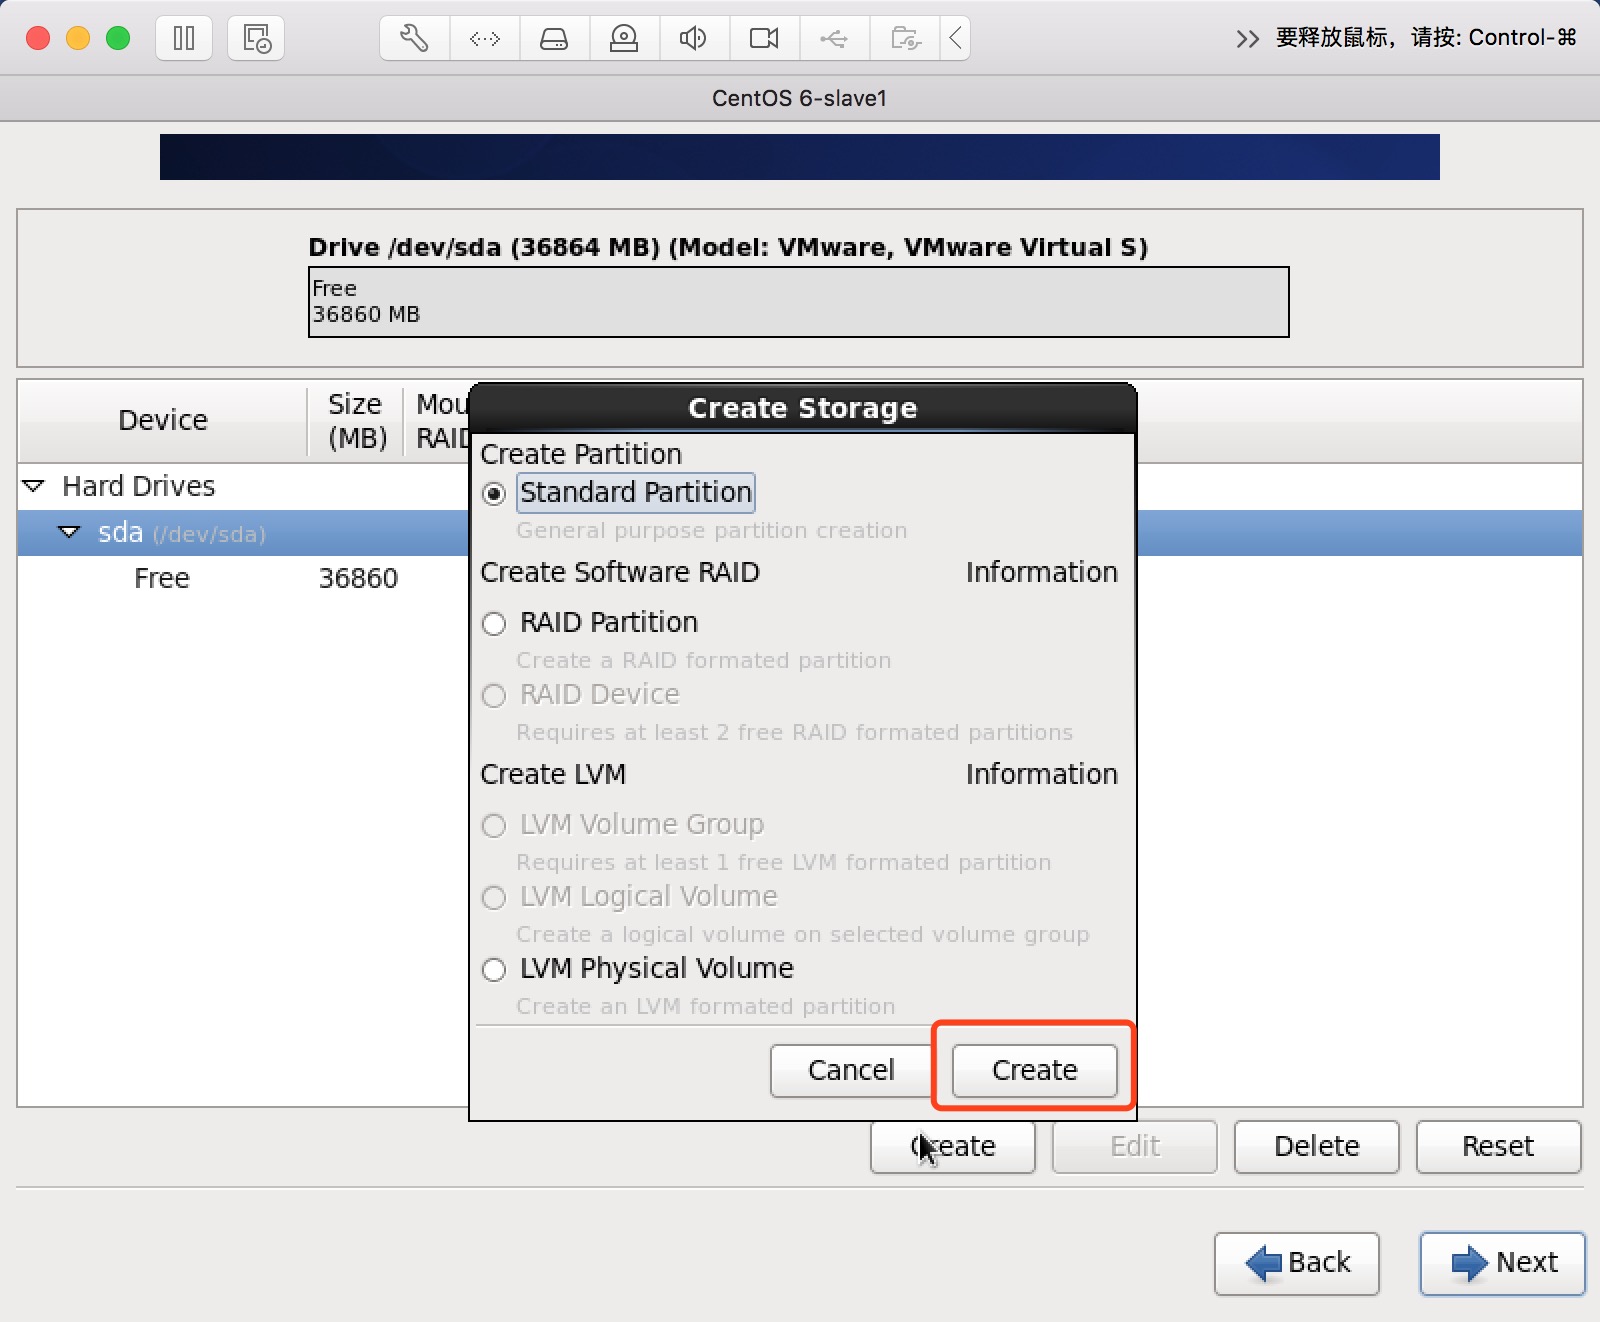 要释放鼠标，请按: Control-⌘
CentOS 6-slave1
Drive /dev/sda (36864 MB) (Model: VMware, VMware Virtual S)
Free
36860 MB
Device
Size
(MB)
Mou
RAID
Hard Drives
sda (/dev/sda)
Free 36860
Create Storage
Create Partition
Standard Partition
General purpose partition creation
Create Software RAID Information
RAID Partition
Create a RAID formated partition
RAID Device
Requires at least 2 free RAID formated partitions
Create LVM Information
LVM Volume Group
Requires at least 1 free LVM formated partition
LVM Logical Volume
Create a logical volume on selected volume group
LVM Physical Volume
Create an LVM formated partition
Cancel Create
Create Edit Delete Reset
Back Next